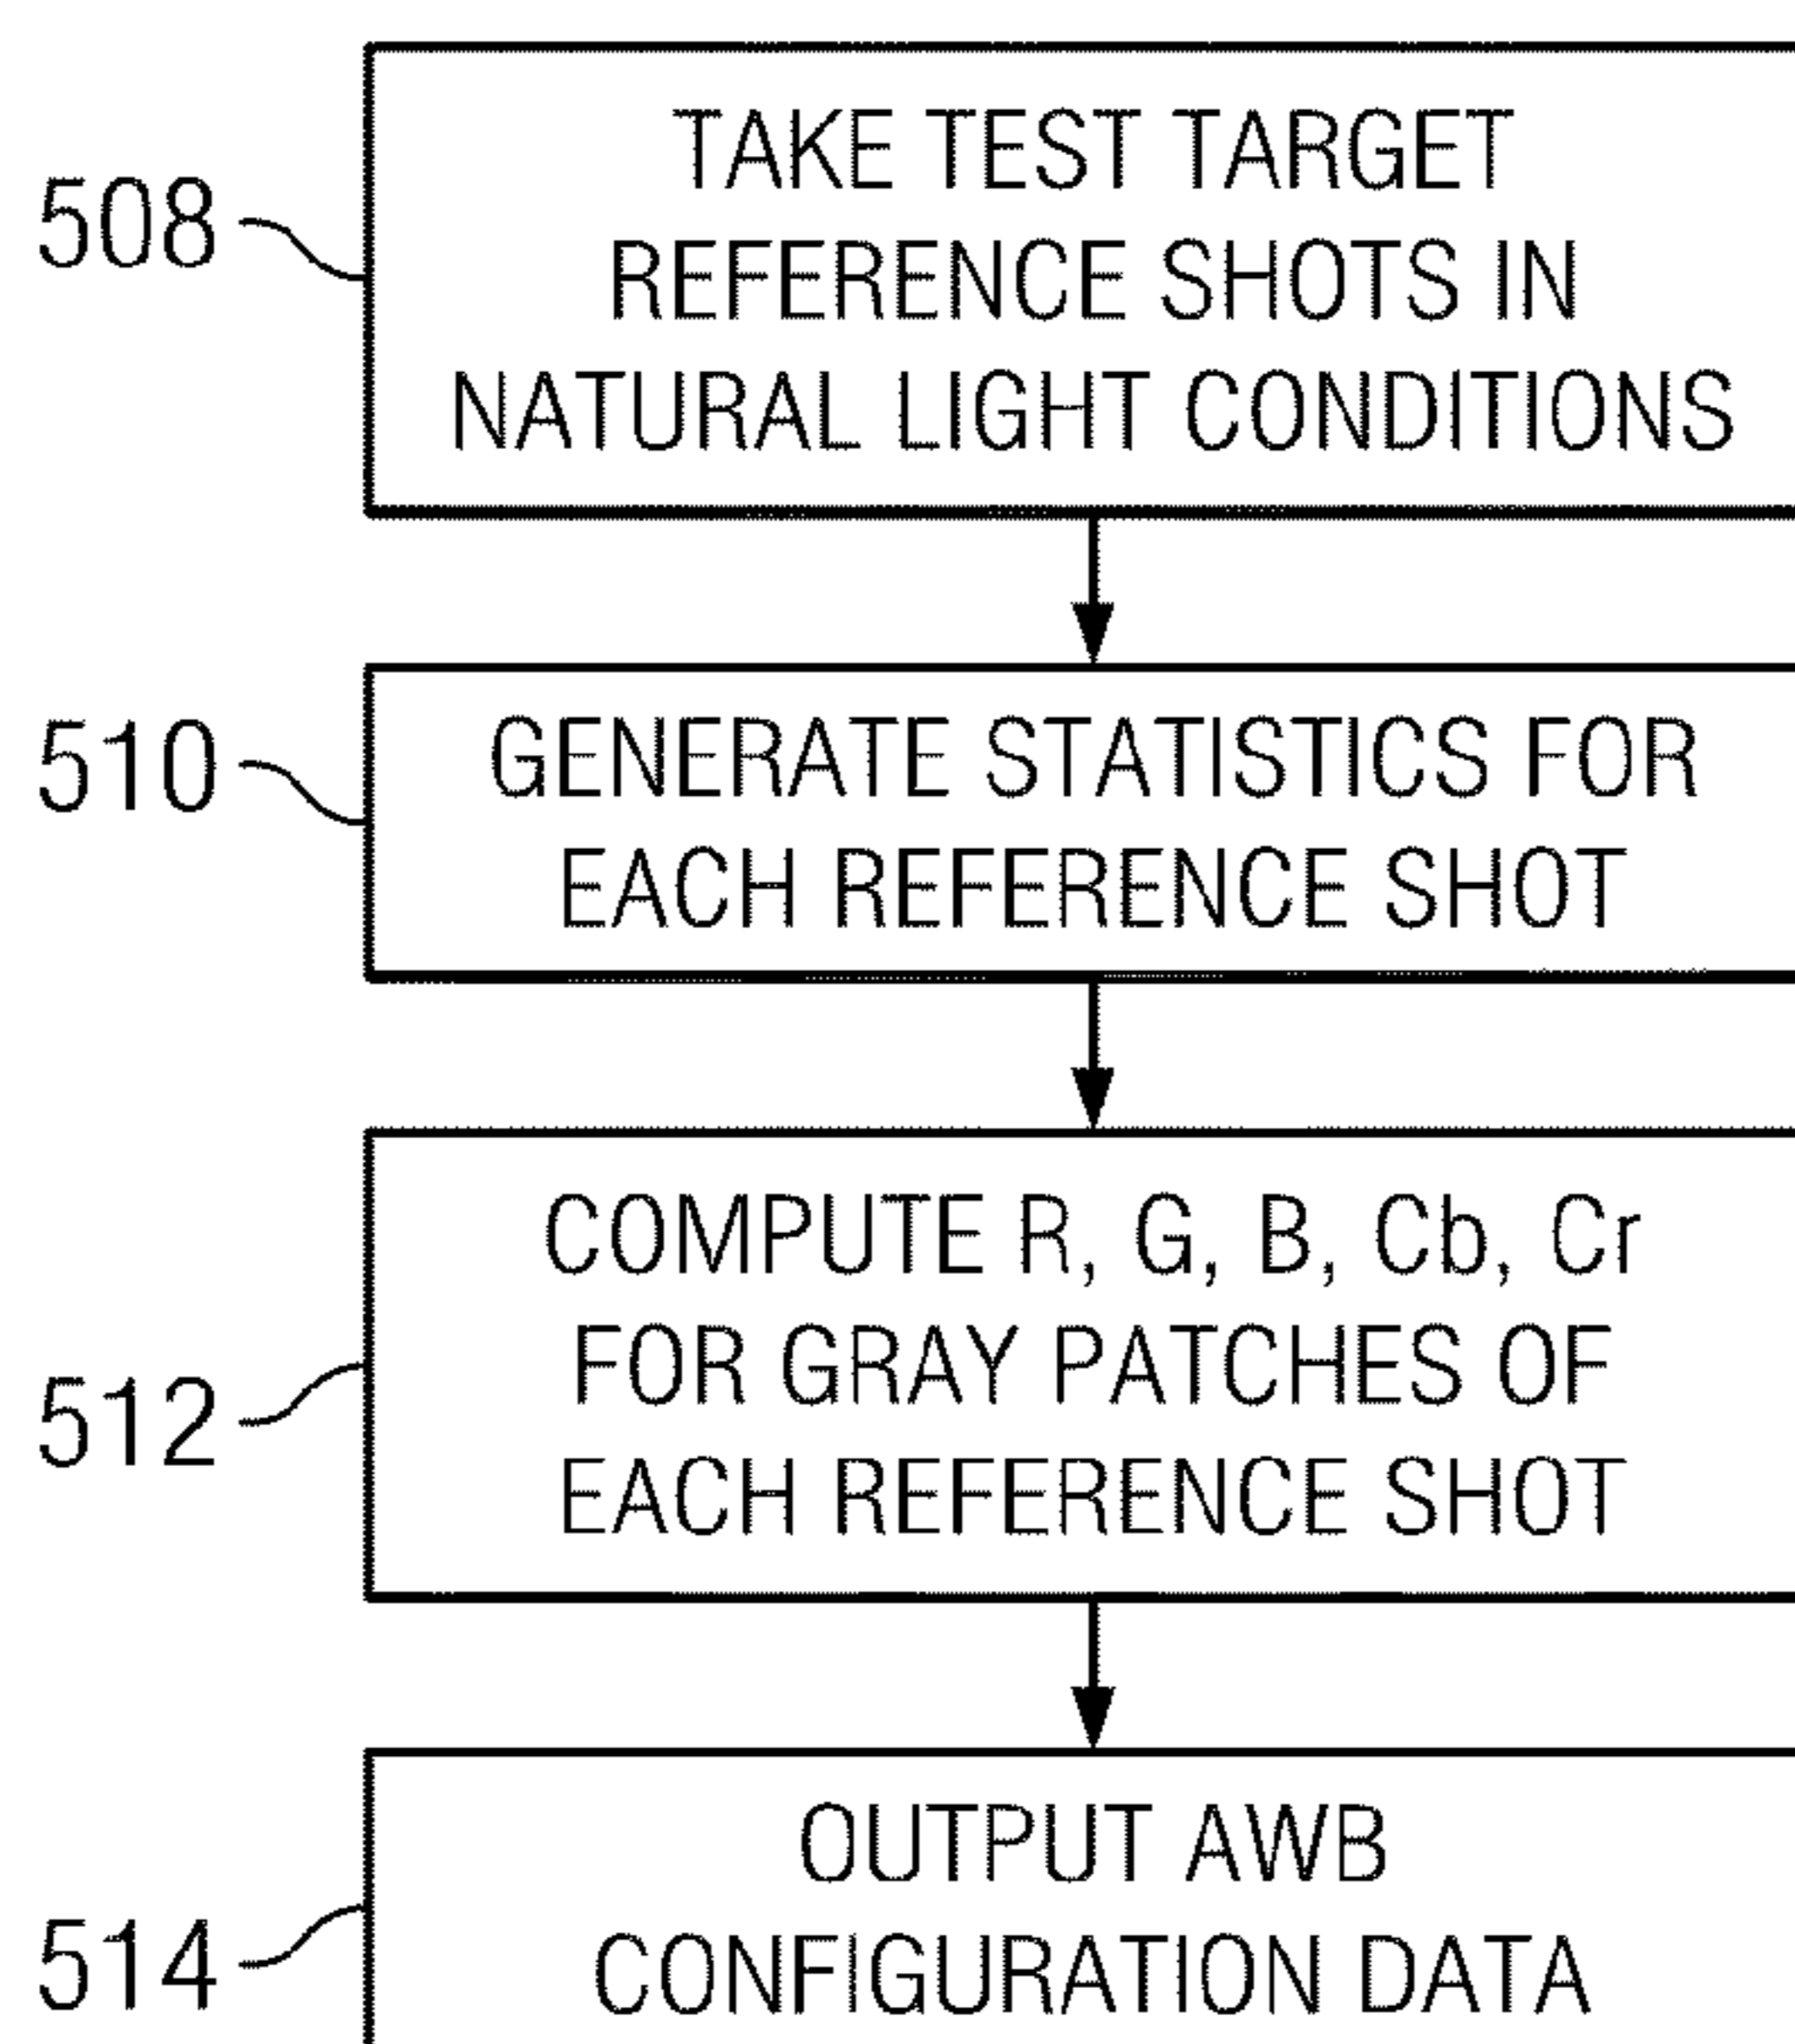 508
TAKE TEST TARGET
REFERENCE SHOTS IN
NATURAL LIGHT CONDITIONS
510
GENERATE STATISTICS FOR
EACH REFERENCE SHOT
512
COMPUTE R, G, B, Cb, Cr
FOR GRAY PATCHES OF
EACH REFERENCE SHOT
514
OUTPUT AWB
CONFIGURATION DATA